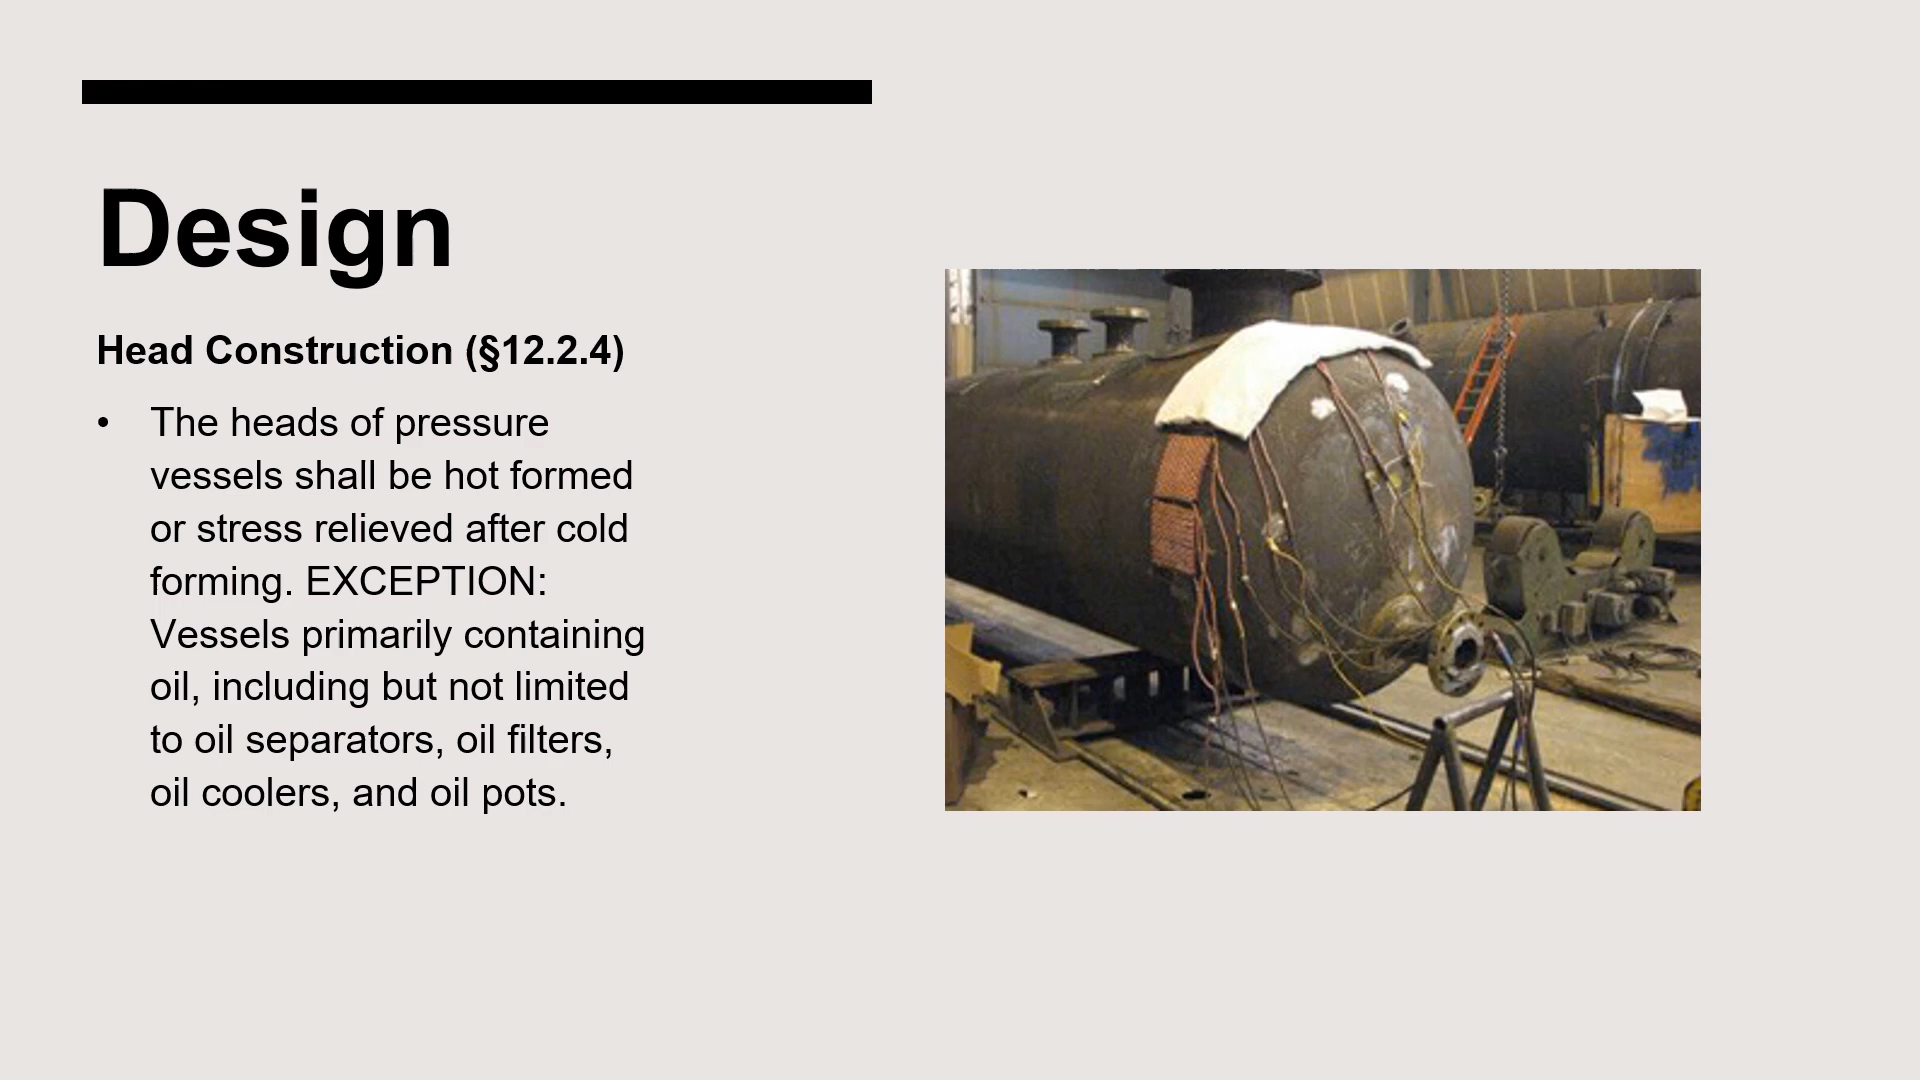 Design
Head Construction (§12.2.4)
• The heads of pressure
vessels shall be hot formed
or stress relieved after cold
forming. EXCEPTION:
Vessels primarily containing
oil, including but not limited
to oil separators, oil filters,
oil coolers, and oil pots.